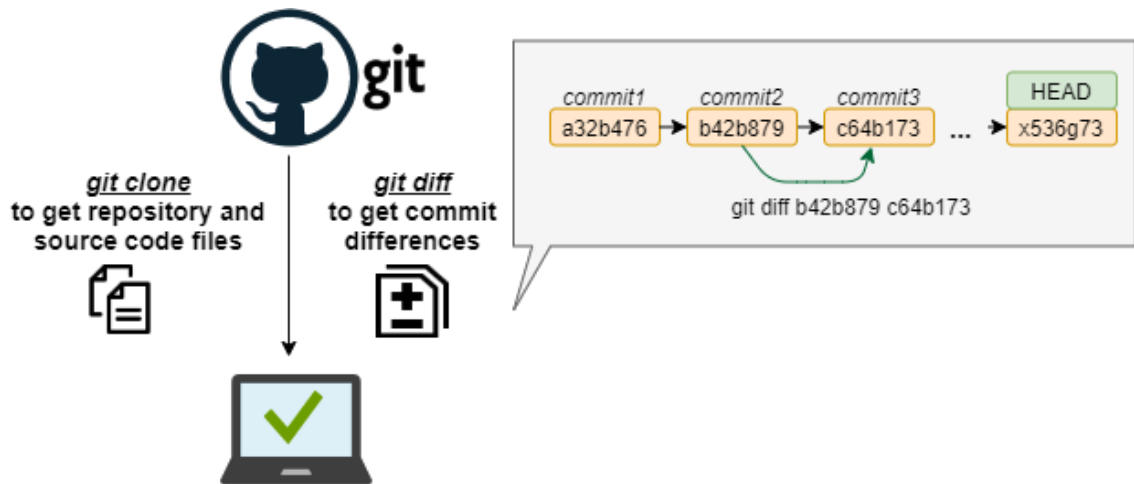 git
git clone
to get repository and
source code files
git diff
to get commit
differences
commit1
commit2
commit3
HEAD
a32b476
b42b879
c64b173
...
x536g73
git diff b42b879 c64b173